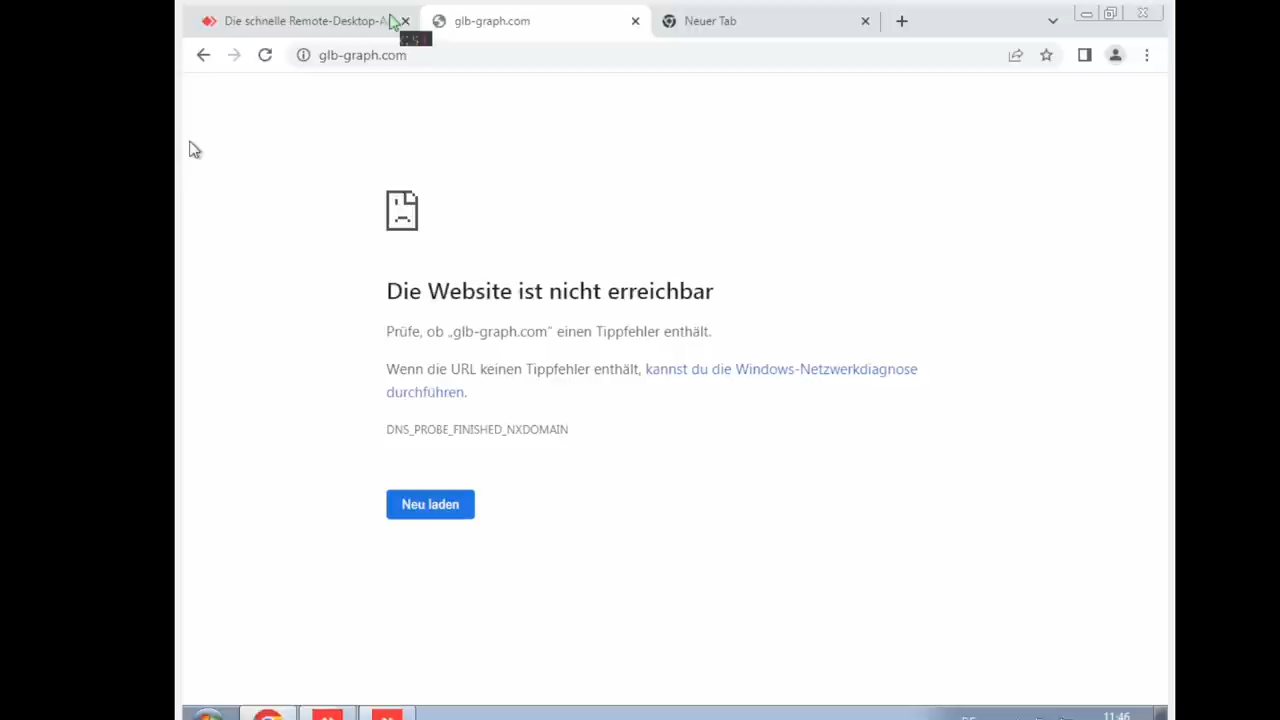 Die schnelle Remote-Desktop-A
glb-graph.com
Neuer Tab
glb-graph.com
Die Website ist nicht erreichbar
Prüfe, ob „glb-graph.com“ einen Tippfehler enthält.
Wenn die URL keinen Tippfehler enthält, kannst du die Windows-Netzwerkdiagnose
durchführen.
DNS_PROBE_FINISHED_NXDOMAIN
Neu laden
11:46